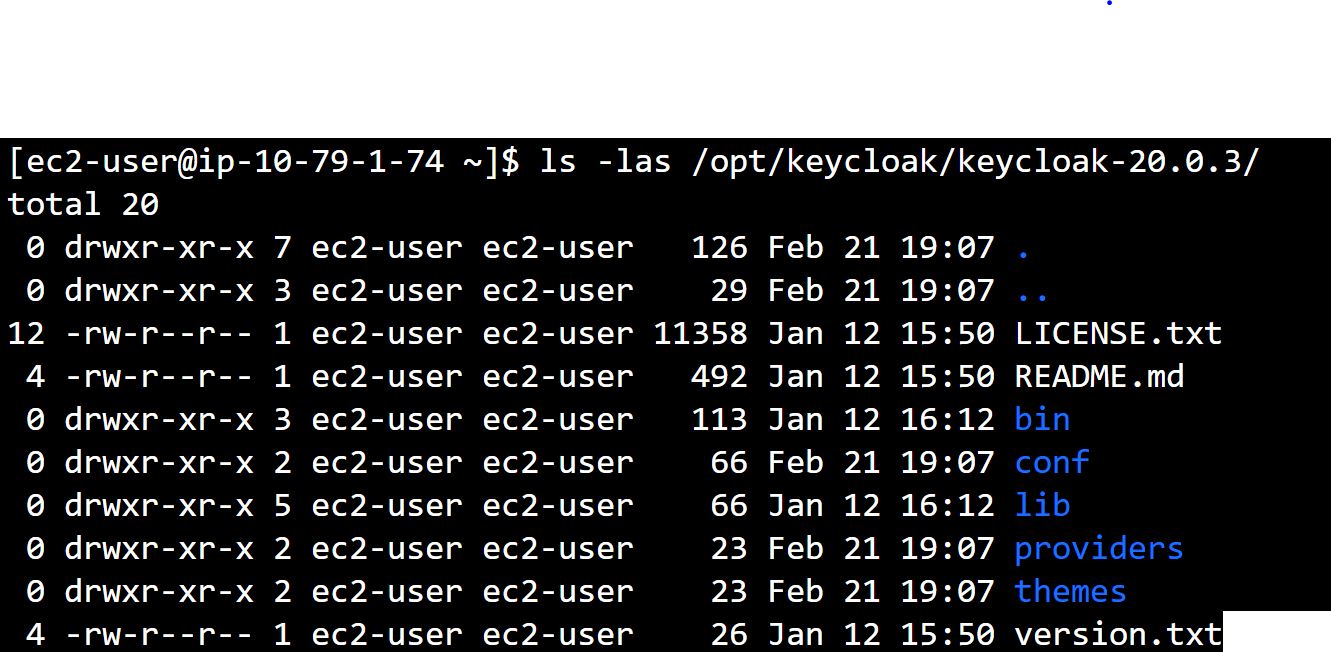 [ec2-user@ip-10-79-1-74 ~]$ ls -las /opt/keycloak/keycloak-20.0.3/
total 20
 0 drwxr-xr-x 7 ec2-user ec2-user   126 Feb 21 19:07 .
 0 drwxr-xr-x 3 ec2-user ec2-user    29 Feb 21 19:07 ..
12 -rw-r--r-- 1 ec2-user ec2-user 11358 Jan 12 15:50 LICENSE.txt
 4 -rw-r--r-- 1 ec2-user ec2-user   492 Jan 12 15:50 README.md
 0 drwxr-xr-x 3 ec2-user ec2-user   113 Jan 12 16:12 bin
 0 drwxr-xr-x 2 ec2-user ec2-user    66 Feb 21 19:07 conf
 0 drwxr-xr-x 5 ec2-user ec2-user    66 Jan 12 16:12 lib
 0 drwxr-xr-x 2 ec2-user ec2-user    23 Feb 21 19:07 providers
 0 drwxr-xr-x 2 ec2-user ec2-user    23 Feb 21 19:07 themes
 4 -rw-r--r-- 1 ec2-user ec2-user    26 Jan 12 15:50 version.txt